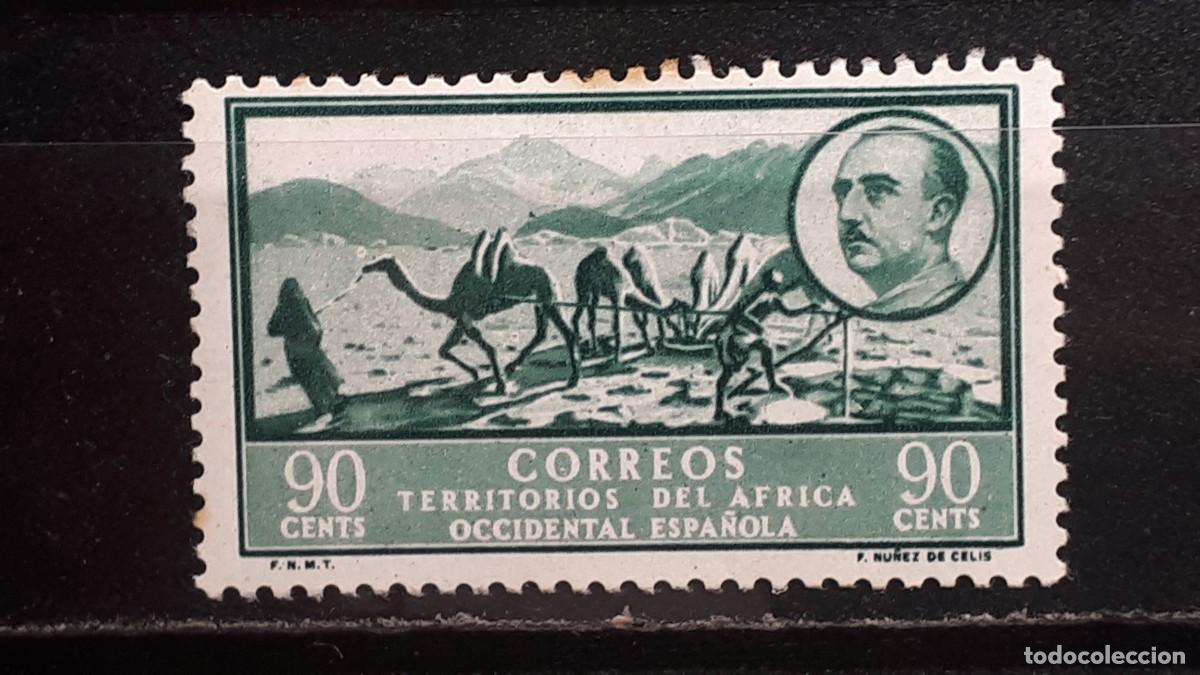 90
CENTS
CORREOS
TERRITORIOS DEL AFRICA
OCCIDENTAL ESPAÑOLA
90
CENTS
F.N.M.T.
F. NUÑEZ DE CELIS
todocoleccion